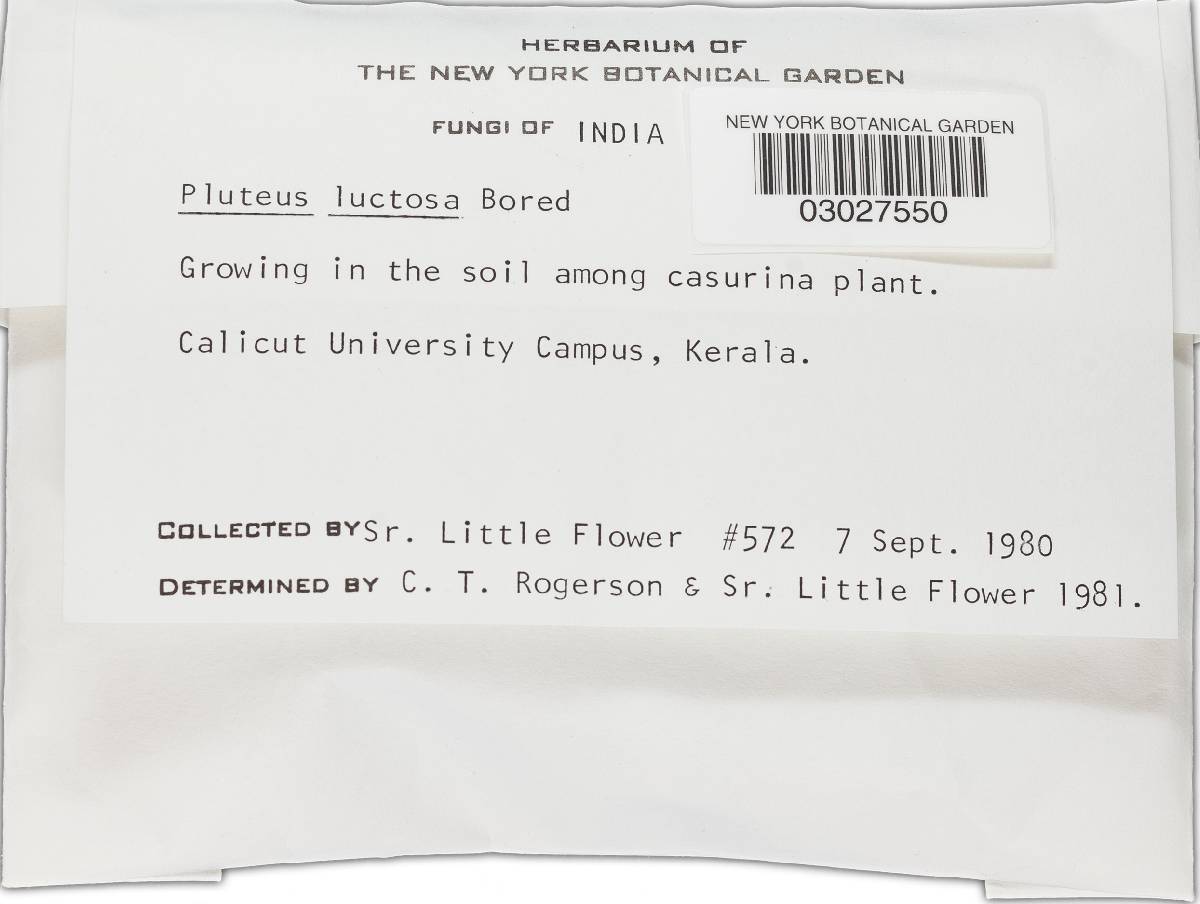 HERBARIUM OF
THE NEW YORK BOTANICAL GARDEN
FUNGI OF INDIA
NEW YORK BOTANICAL GARDEN
03027550
Pluteus luctosa Bored
Growing in the soil among casurina plant.
Calicut University Campus, Kerala.
COLLECTED BY Sr. Little Flower #572 7 Sept. 1980
DETERMINED BY C. T. Rogerson & Sr. Little Flower 1981.